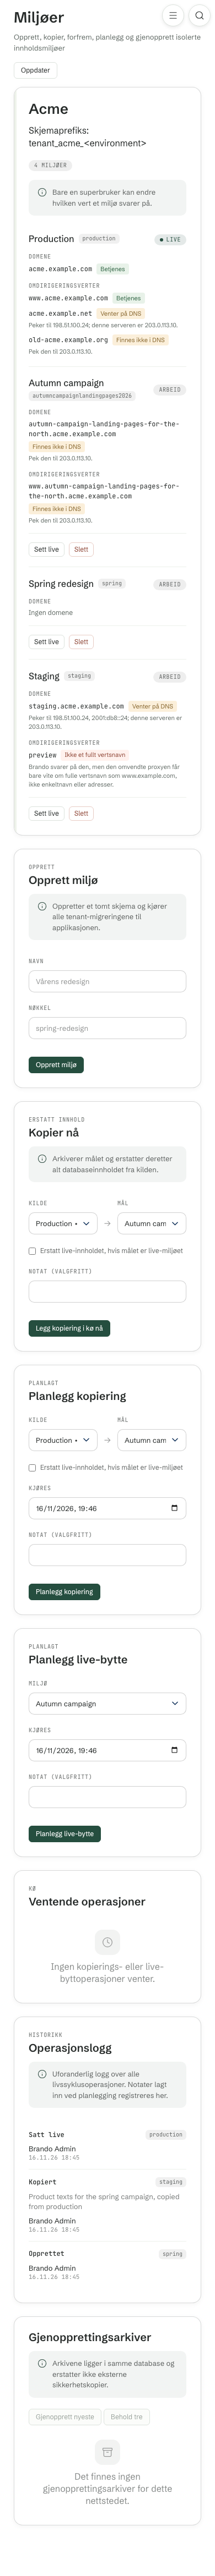 Miljøer
Opprett, kopier, forfrem, planlegg og gjenopprett isolerte
innholdsmiljøer
Oppdater
Acme
Skjemaprefiks:
tenant_acme_<environment>
4 MILJØER
Bare en superbruker kan endre
hvilken vert et miljø svarer på.
Production production LIVE
DOMENE
acme.example.com Betjenes
OMDIRIGERINGSVERTER
www.acme.example.com Betjenes
acme.example.net Venter på DNS
Peker til 198.51.100.24; denne serveren er 203.0.113.10.
old-acme.example.org Finnes ikke i DNS
Pek den til 203.0.113.10.
Autumn campaign ARBEID
autumncampaignlandingpages2026
DOMENE
autumn-campaign-landing-pages-for-the-
north.acme.example.com
Finnes ikke i DNS
Pek den til 203.0.113.10.
OMDIRIGERINGSVERTER
www.autumn-campaign-landing-pages-for-
the-north.acme.example.com
Finnes ikke i DNS
Pek den til 203.0.113.10.
Sett live Slett
Spring redesign spring ARBEID
DOMENE
Ingen domene
Sett live Slett
Staging staging ARBEID
DOMENE
staging.acme.example.com Venter på DNS
Peker til 198.51.100.24, 2001:db8::24; denne serveren er
203.0.113.10.
OMDIRIGERINGSVERTER
preview Ikke et fullt vertsnavn
Brando svarer på den, men den omvendte proxyen får
bare vite om fulle vertsnavn som www.example.com,
ikke enkeltnavn eller adresser.
Sett live Slett
OPPRETT
Opprett miljø
Oppretter et tomt skjema og kjører
alle tenant-migreringene til
applikasjonen.
NAVN
Vårens redesign
NØKKEL
spring-redesign
Opprett miljø
ERSTATT INNHOLD
Kopier nå
Arkiverer målet og erstatter deretter
alt databaseinnholdet fra kilden.
KILDE MÅL
Production • → Autumn cam
Erstatt live-innholdet, hvis målet er live-miljøet
NOTAT (VALGFRITT)
Legg kopiering i kø nå
PLANLAGT
Planlegg kopiering
KILDE MÅL
Production • → Autumn cam
Erstatt live-innholdet, hvis målet er live-miljøet
KJØRES
16/11/2026, 19:46
NOTAT (VALGFRITT)
Planlegg kopiering
PLANLAGT
Planlegg live-bytte
MILJØ
Autumn campaign
KJØRES
16/11/2026, 19:46
NOTAT (VALGFRITT)
Planlegg live-bytte
KØ
Ventende operasjoner
Ingen kopierings- eller live-
bytteoperasjoner venter.
HISTORIKK
Operasjonslogg
Uforanderlig logg over alle
livssyklusoperasjoner. Notater lagt
inn ved planlegging registreres her.
Satt live production
Brando Admin
16.11.26 18:45
Kopiert staging
Product texts for the spring campaign, copied
from production
Brando Admin
16.11.26 18:45
Opprettet spring
Brando Admin
16.11.26 18:45
Gjenopprettingsarkiver
Arkivene ligger i samme database og
erstatter ikke eksterne
sikkerhetskopier.
Gjenopprett nyeste Behold tre
Det finnes ingen
gjenopprettingsarkiver for dette
nettstedet.